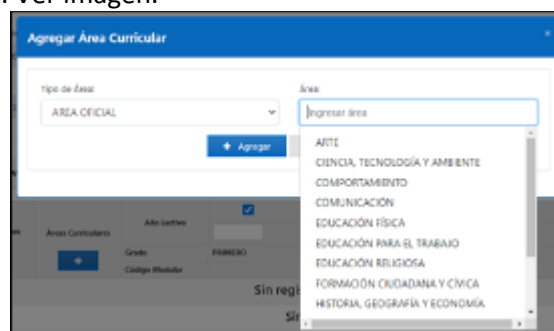 . Ver imagen.
Agregar Área Curricular
Tipo de Área:
Área:
AREA OFICIAL
Ingresar área
+ Agregar
ARTE
CIENCIA, TECNOLOGÍA Y AMBIENTE
COMPORTAMIENTO
COMUNICACIÓN
EDUCACIÓN FÍSICA
EDUCACIÓN PARA EL TRABAJO
EDUCACIÓN RELIGIOSA
FORMACIÓN CIUDADANA Y CÍVICA
HISTORIA, GEOGRAFÍA Y ECONOMÍA
Áreas Curriculares
Año Lectivo
Grado
PRIMERO
Código Modular
Sin regi
Sin